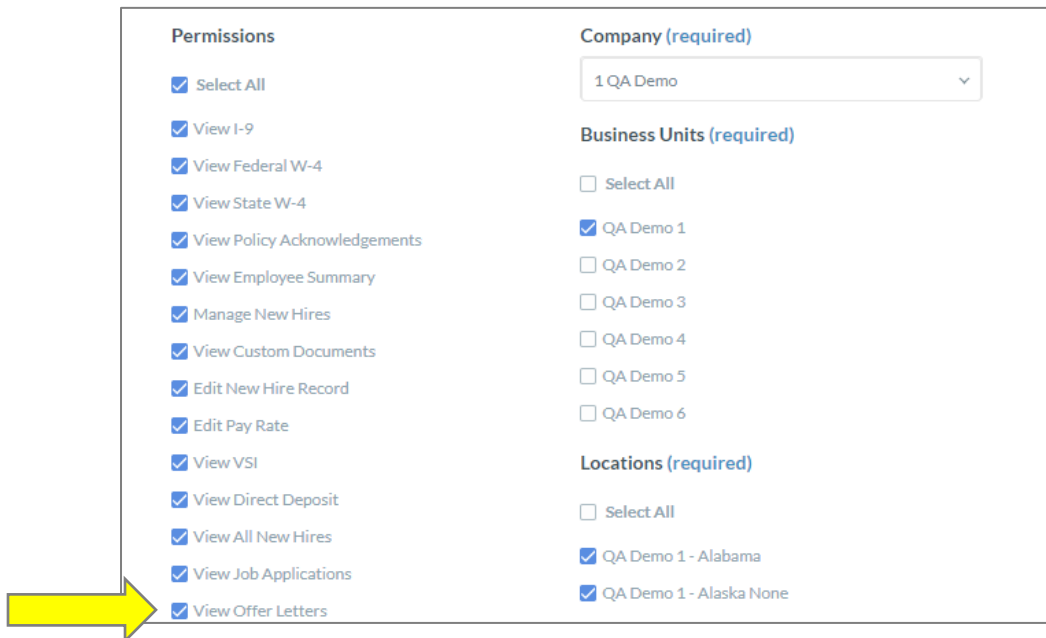 Permissions
Select All
View I-9
View Federal W-4
View State W-4
View Policy Acknowledgements
View Employee Summary
Manage New Hires
View Custom Documents
Edit New Hire Record
Edit Pay Rate
View VSI
View Direct Deposit
View All New Hires
View Job Applications
View Offer Letters
Company (required)
1 QA Demo
Business Units (required)
Select All
QA Demo 1
QA Demo 2
QA Demo 3
QA Demo 4
QA Demo 5
QA Demo 6
Locations (required)
Select All
QA Demo 1 - Alabama
QA Demo 1 - Alaska None